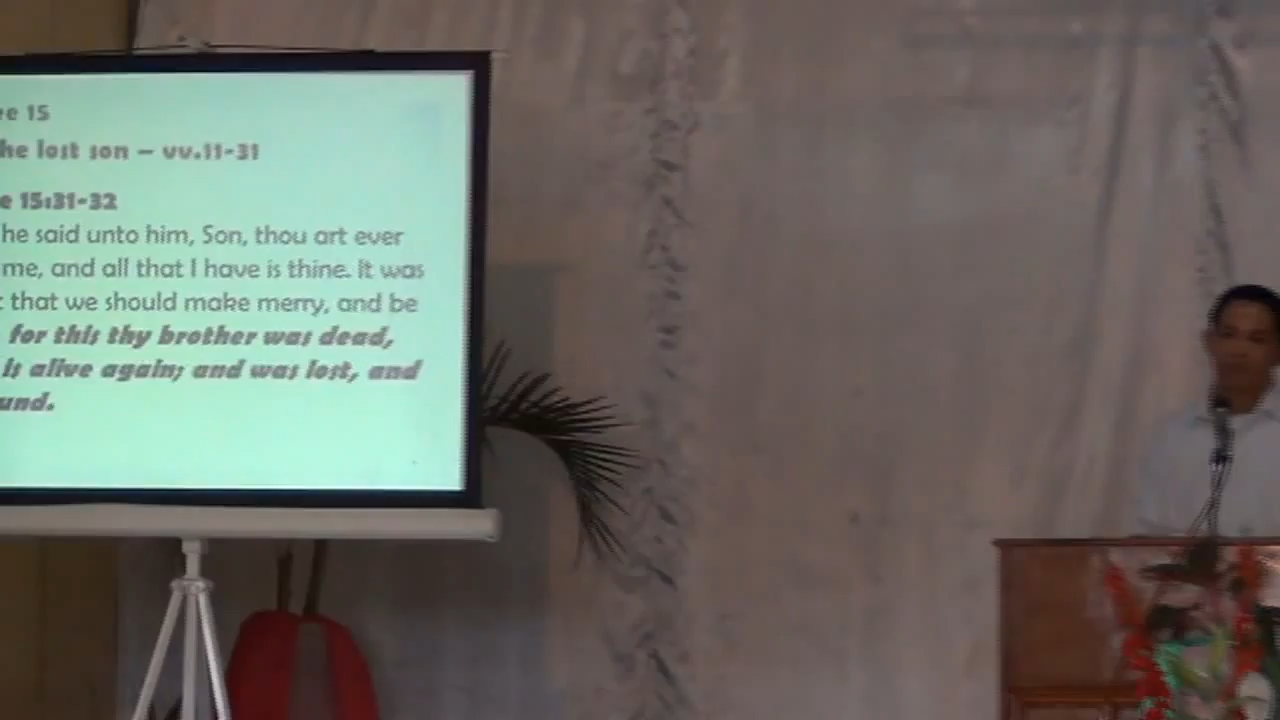 e 15
he lost son – vv.11-31
e 15:31-32
he said unto him, Son, thou art ever
me, and all that I have is thine. It was
that we should make merry, and be
for this thy brother was dead,
is alive again; and was lost, and
und.